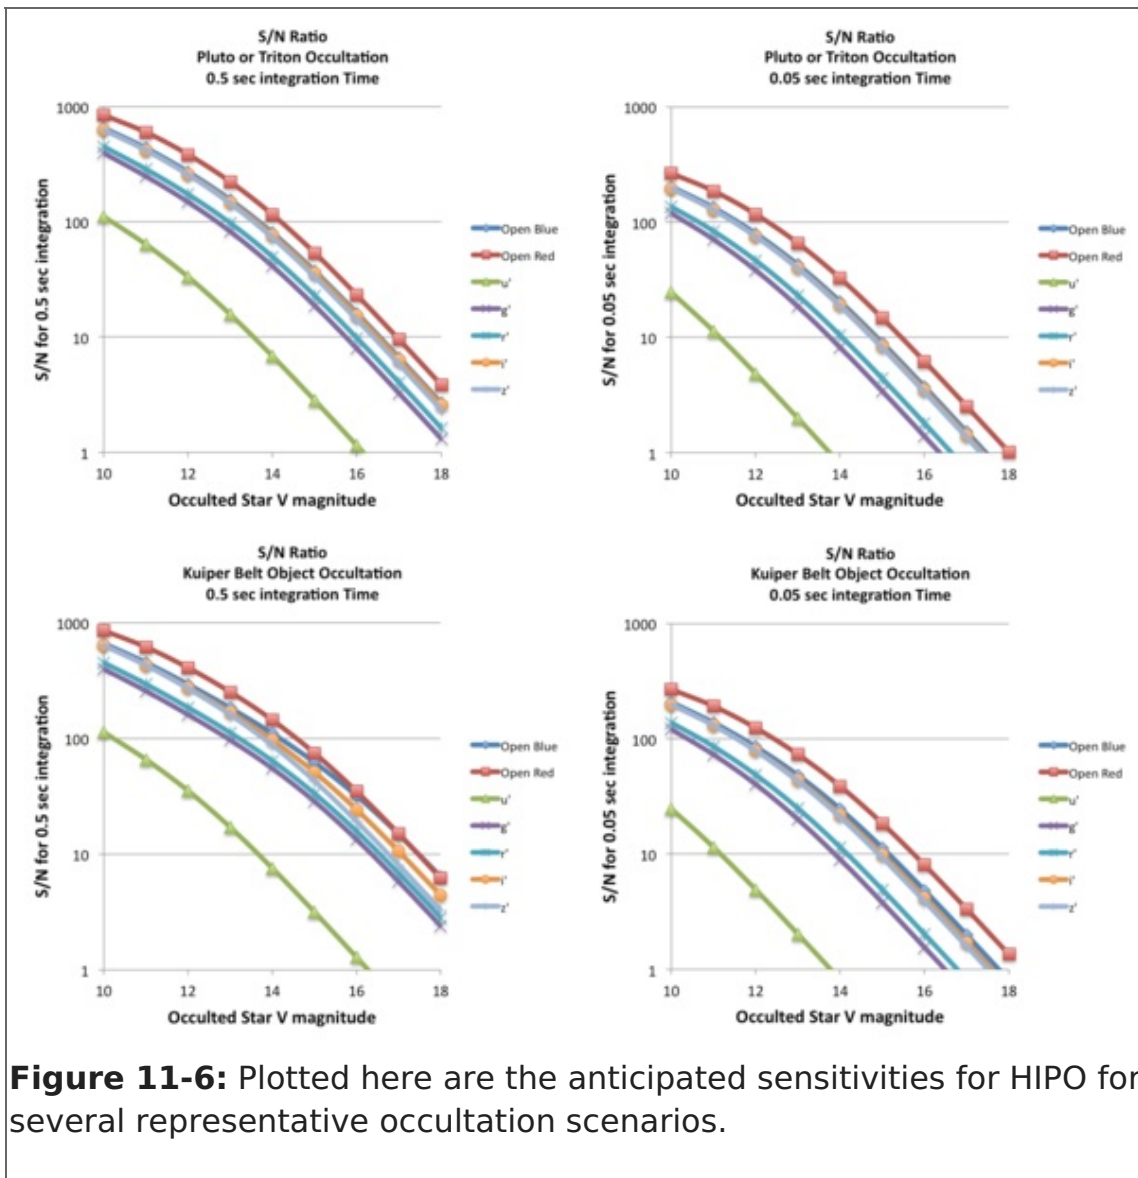 S/N Ratio
Pluto or Triton Occultation
0.5 sec integration Time
1000
100
10
1
S/N for 0.5 sec integration
10 12 14 16 18
Occulted Star V magnitude
Open Blue
Open Red
u'
g'
r'
i'
z'
S/N Ratio
Pluto or Triton Occultation
0.05 sec integration Time
1000
100
10
1
S/N for 0.05 sec integration
10 12 14 16 18
Occulted Star V magnitude
Open Blue
Open Red
u'
g'
r'
i'
z'
S/N Ratio
Kuiper Belt Object Occultation
0.5 sec integration Time
1000
100
10
1
S/N for 0.5 sec integration
10 12 14 16 18
Occulted Star V magnitude
Open Blue
Open Red
u'
g'
r'
i'
z'
S/N Ratio
Kuiper Belt Object Occultation
0.05 sec integration Time
1000
100
10
1
S/N for 0.05 sec integration
10 12 14 16 18
Occulted Star V magnitude
Open Blue
Open Red
u'
g'
r'
i'
z'
Figure 11-6: Plotted here are the anticipated sensitivities for HIPO for
several representative occultation scenarios.